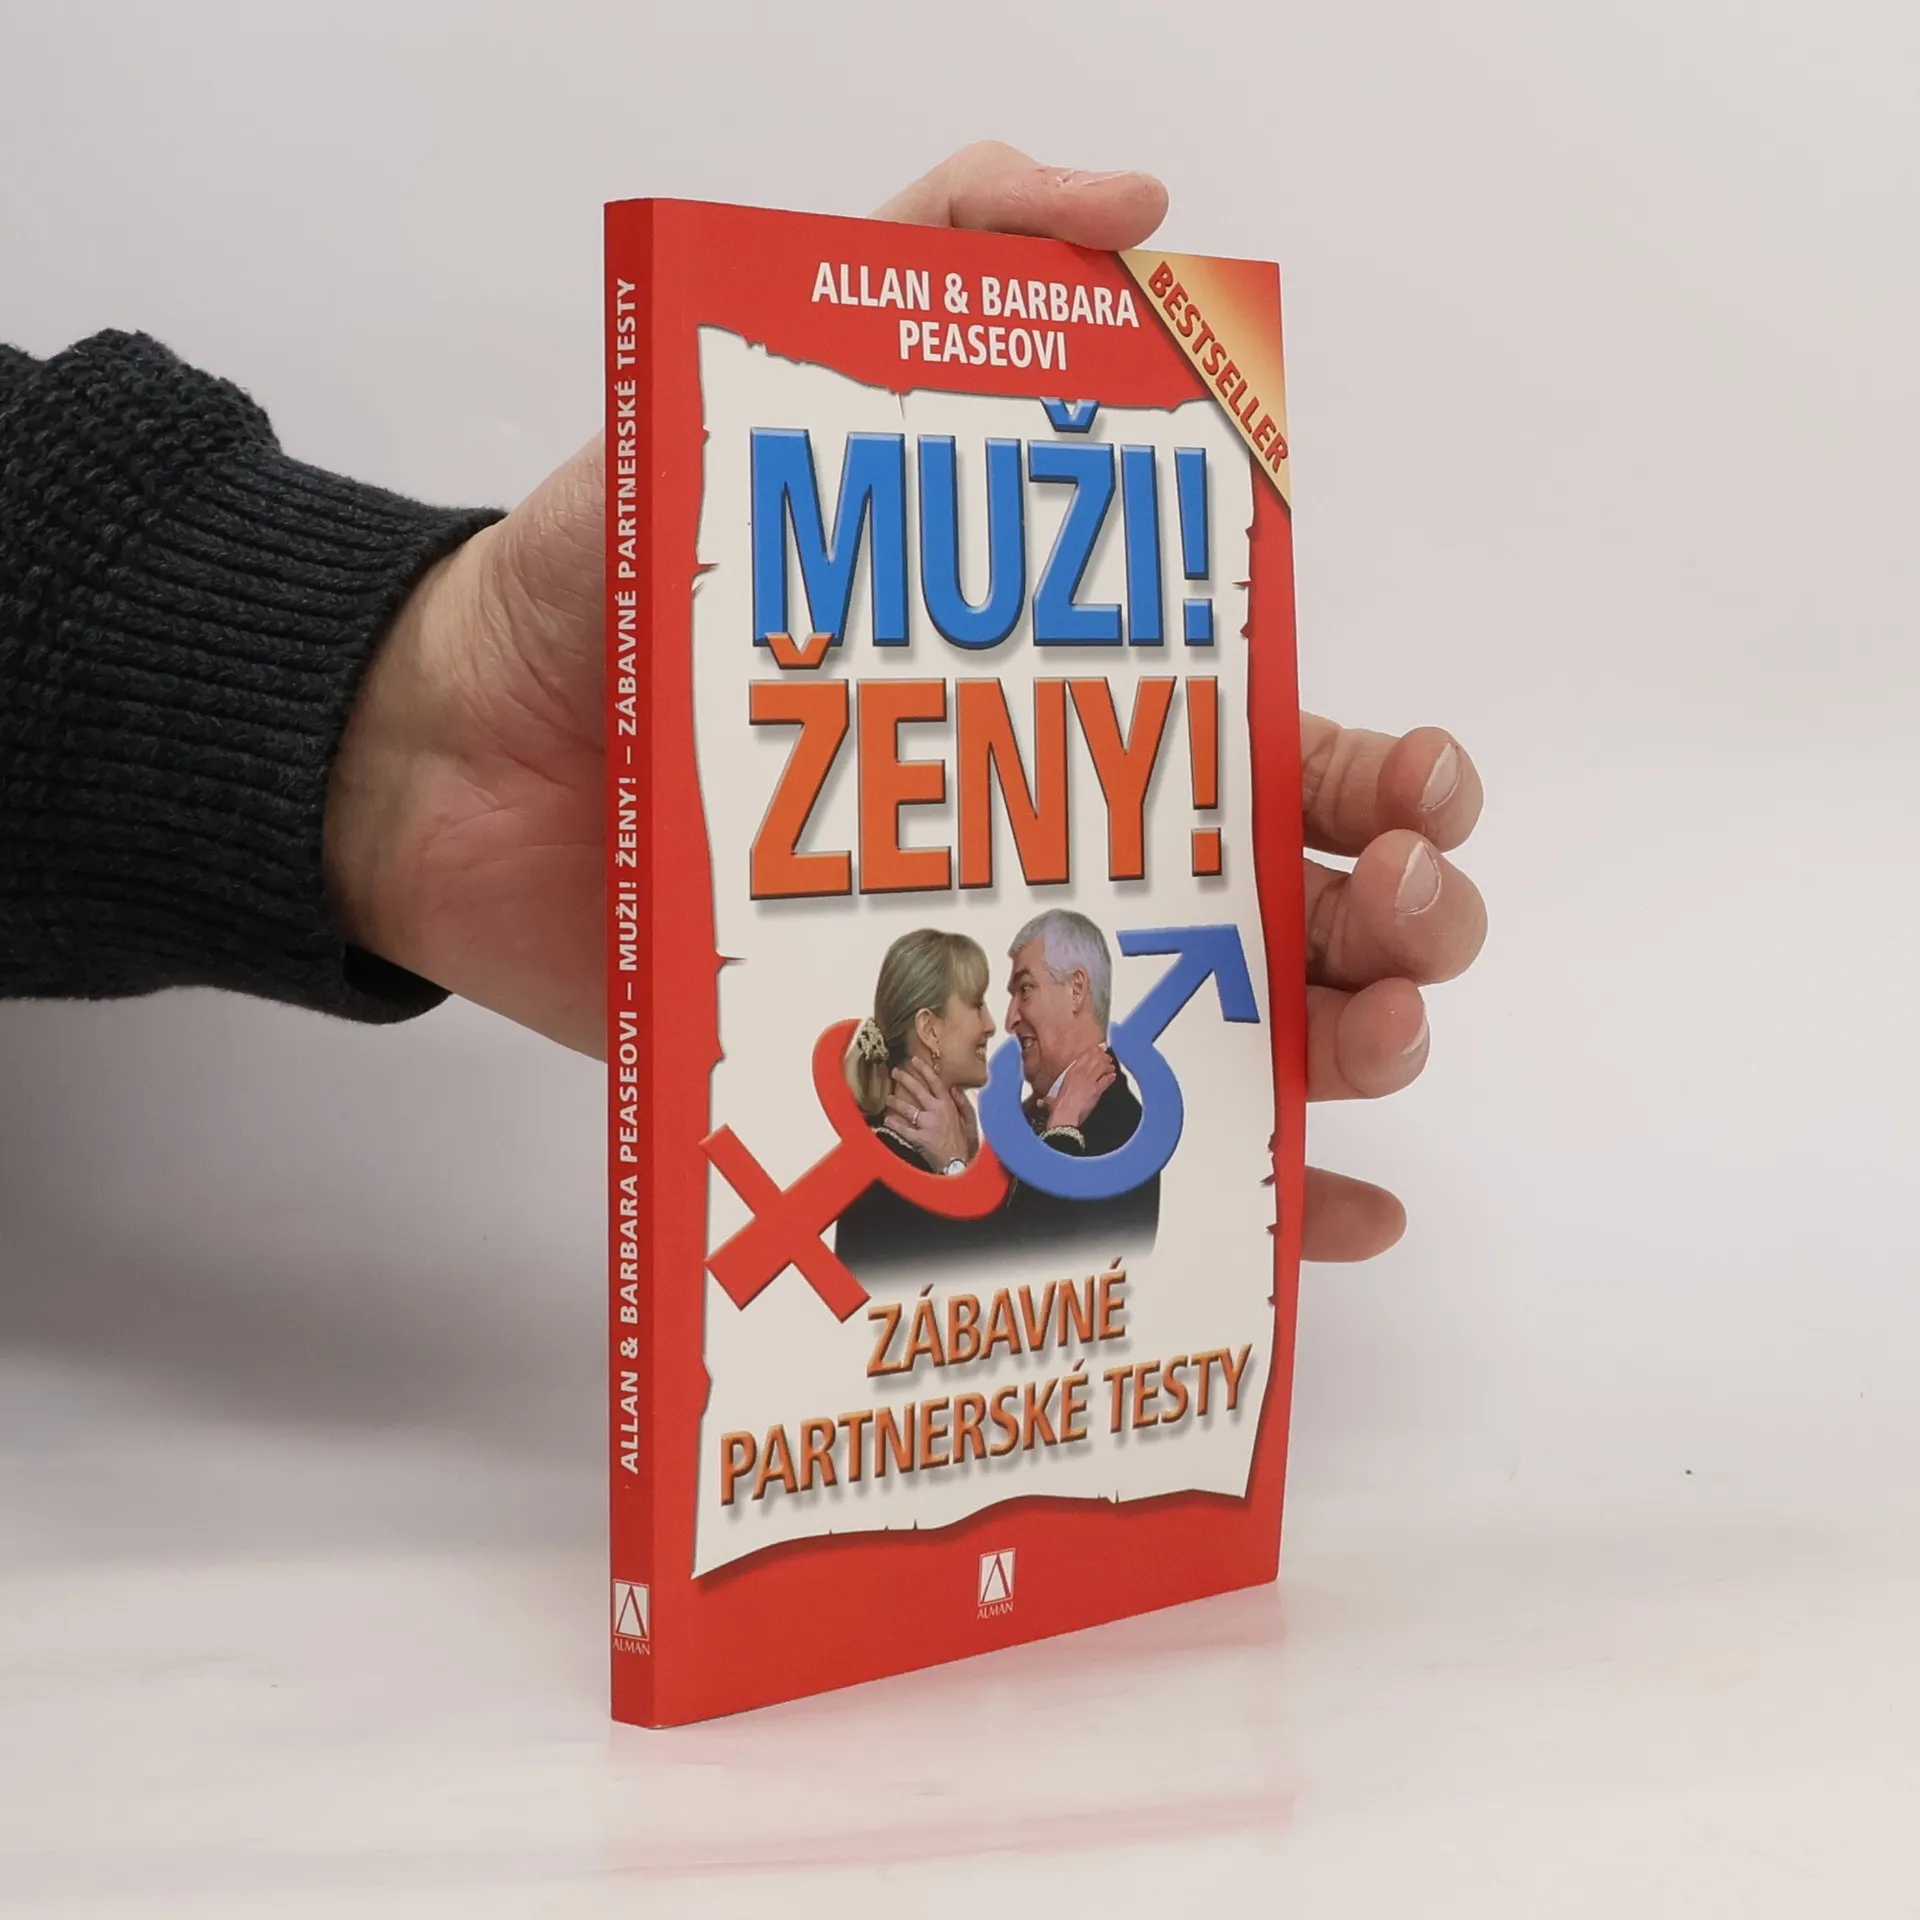 ALLAN & BARBARA PEASEOVI – MUŽI! ŽENY! – ZÁBAVNÉ PARTNERSKÉ TESTY
ALMAN
ALLAN & BARBARA
PEASEOVI
BESTSELLER
MUŽI!
ŽENY!
ZÁBAVNÉ
PARTNERSKÉ TESTY
ALMAN